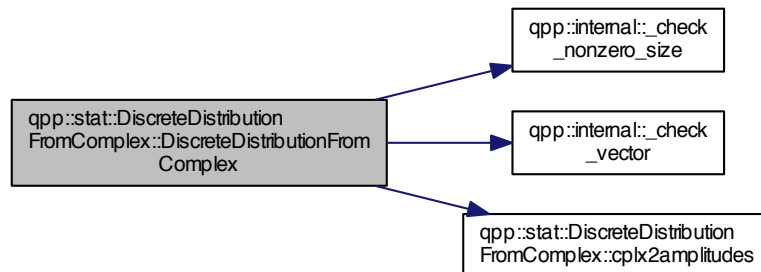 qpp::stat::DiscreteDistribution
FromComplex::DiscreteDistributionFrom
Complex
qpp::internal::_check
_nonzero_size
qpp::internal::_check
_vector
qpp::stat::DiscreteDistribution
FromComplex::cplx2amplitudes